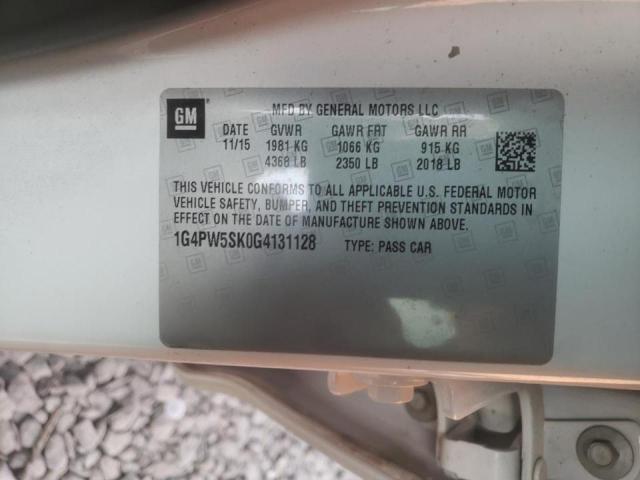 GM
MFD BY GENERAL MOTORS LLC
DATE GVWR GAWR FRT GAWR RR
11/15 1981 KG 1066 KG 915 KG
4368 LB 2350 LB 2018 LB
THIS VEHICLE CONFORMS TO ALL APPLICABLE U.S. FEDERAL MOTOR
VEHICLE SAFETY, BUMPER, AND THEFT PREVENTION STANDARDS IN
EFFECT ON THE DATE OF MANUFACTURE SHOWN ABOVE.
1G4PW5SK0G4131128 TYPE: PASS CAR